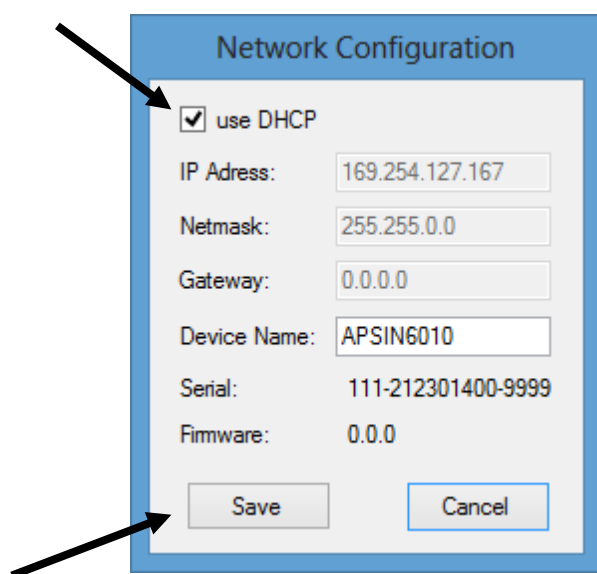 Network Configuration
use DHCP
IP Adress: 169.254.127.167
Netmask: 255.255.0.0
Gateway: 0.0.0.0
Device Name: APSIN6010
Serial: 111-212301400-9999
Firmware: 0.0.0
Save Cancel